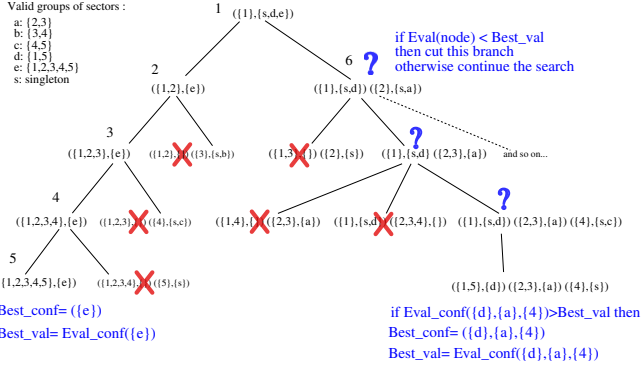 Valid groups of sectors :
a: {2,3}
b: {3,4}
c: {4,5}
d: {1,5}
e: {1,2,3,4,5}
s: singleton
1 ({1},{s,d,e})
if Eval(node) < Best_val
then cut this branch
otherwise continue the search
2
6 ?
({1,2},{e})
({1},{s,d}) ({2},{s,a})
3
?
({1,2,3},{e})
({1,2},{}) ({3},{s,b})
({1,3},{}) ({2},{s})
({1},{s,d} ({2,3},{a})
and so on...
4
?
({1,2,3,4},{e})
({1,2,3},{}) ({4},{s,c})
({1,4},{}) ({2,3},{a})
({1},{s,d}) ({2,3,4},{})
({1},{s,d}) ({2,3},{a}) ({4},{s,c})
5
{1,2,3,4,5},{e})
({1,2,3,4},{}) ({5},{s})
({1,5},{d}) ({2,3},{a}) ({4},{s})
Best_conf= ({e})
Best_val= Eval_conf({e})
if Eval_conf({d},{a},{4})>Best_val then
Best_conf= ({d},{a},{4})
Best_val= Eval_conf({d},{a},{4})